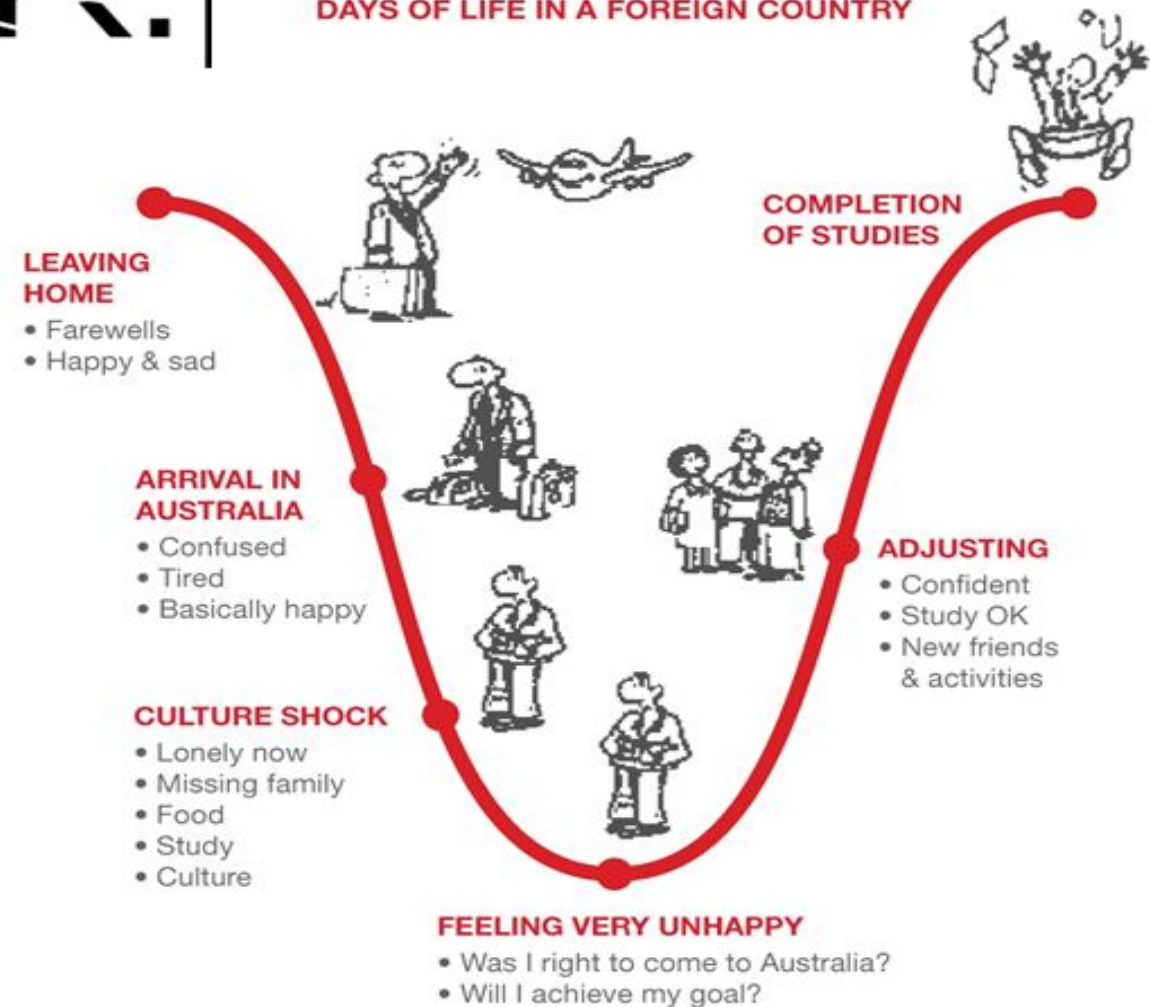 DAYS OF LIFE IN A FOREIGN COUNTRY
LEAVING
HOME
• Farewells
• Happy & sad
ARRIVAL IN
AUSTRALIA
• Confused
• Tired
• Basically happy
CULTURE SHOCK
• Lonely now
• Missing family
• Food
• Study
• Culture
FEELING VERY UNHAPPY
• Was I right to come to Australia?
• Will I achieve my goal?
ADJUSTING
• Confident
• Study OK
• New friends
& activities
COMPLETION
OF STUDIES